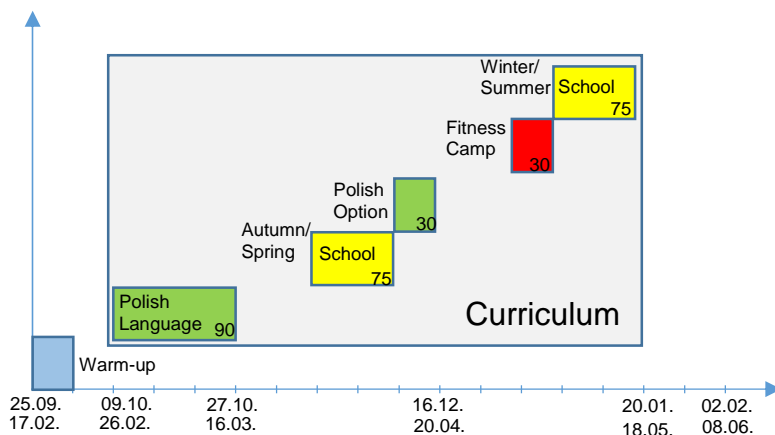 Winter/
Summer
School
75
Fitness
Camp
30
Polish
Option
30
Autumn/
Spring
School
75
Polish
Language
90
Curriculum
Warm-up
25.09. 09.10. 27.10. 16.12. 20.01. 02.02.
17.02. 26.02. 16.03. 20.04. 18.05. 08.06.